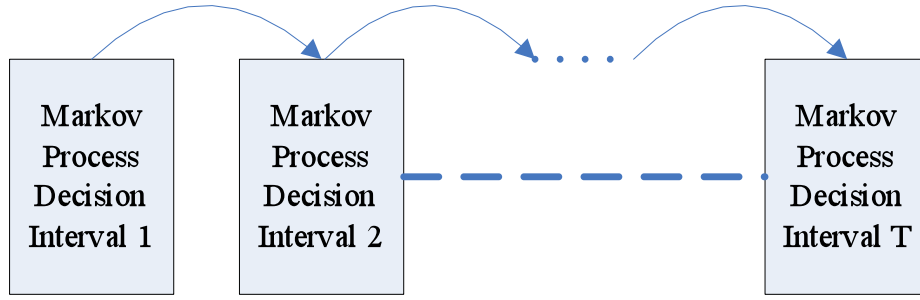 Markov
Process
Decision
Interval 1
Markov
Process
Decision
Interval 2
Markov
Process
Decision
Interval T